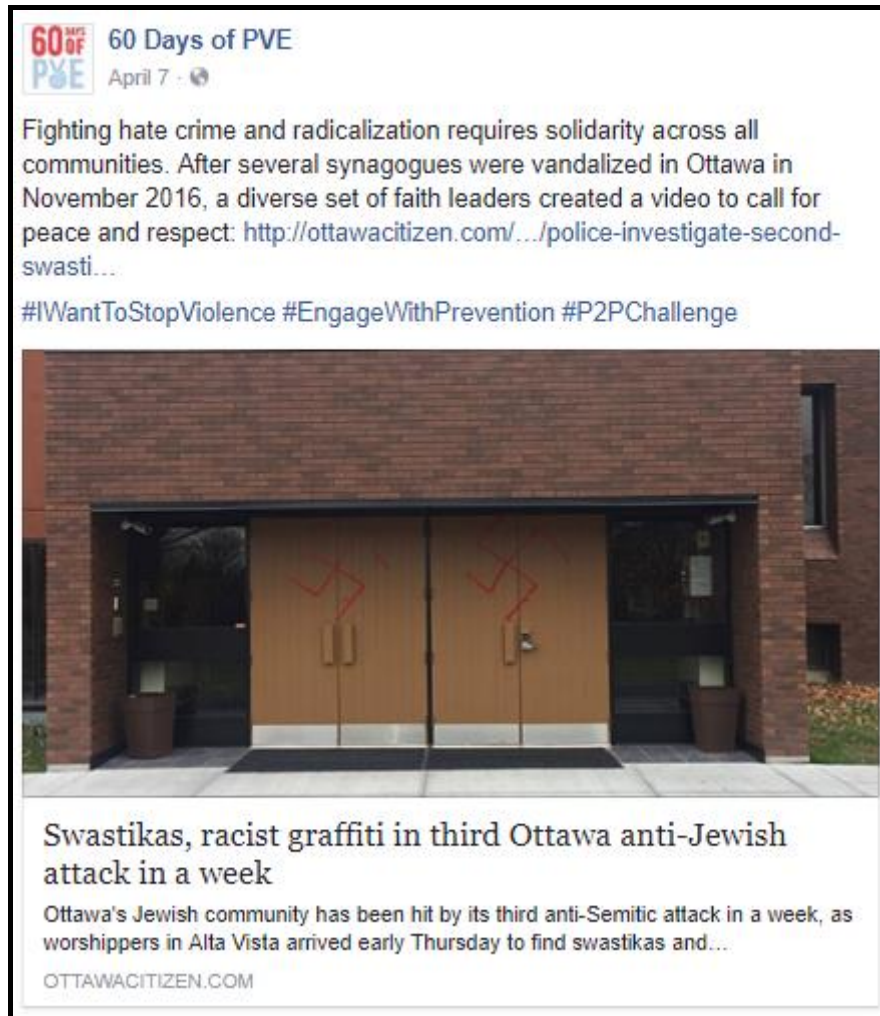 60 DAYS OF
PVE
60 Days of PVE
April 7 ·
Fighting hate crime and radicalization requires solidarity across all
communities. After several synagogues were vandalized in Ottawa in
November 2016, a diverse set of faith leaders created a video to call for
peace and respect: http://ottawacitizen.com/.../police-investigate-second-
swasti...
#IWantToStopViolence #EngageWithPrevention #P2PChallenge
Swastikas, racist graffiti in third Ottawa anti-Jewish
attack in a week
Ottawa's Jewish community has been hit by its third anti-Semitic attack in a week, as
worshippers in Alta Vista arrived early Thursday to find swastikas and...
OTTAWACITIZEN.COM